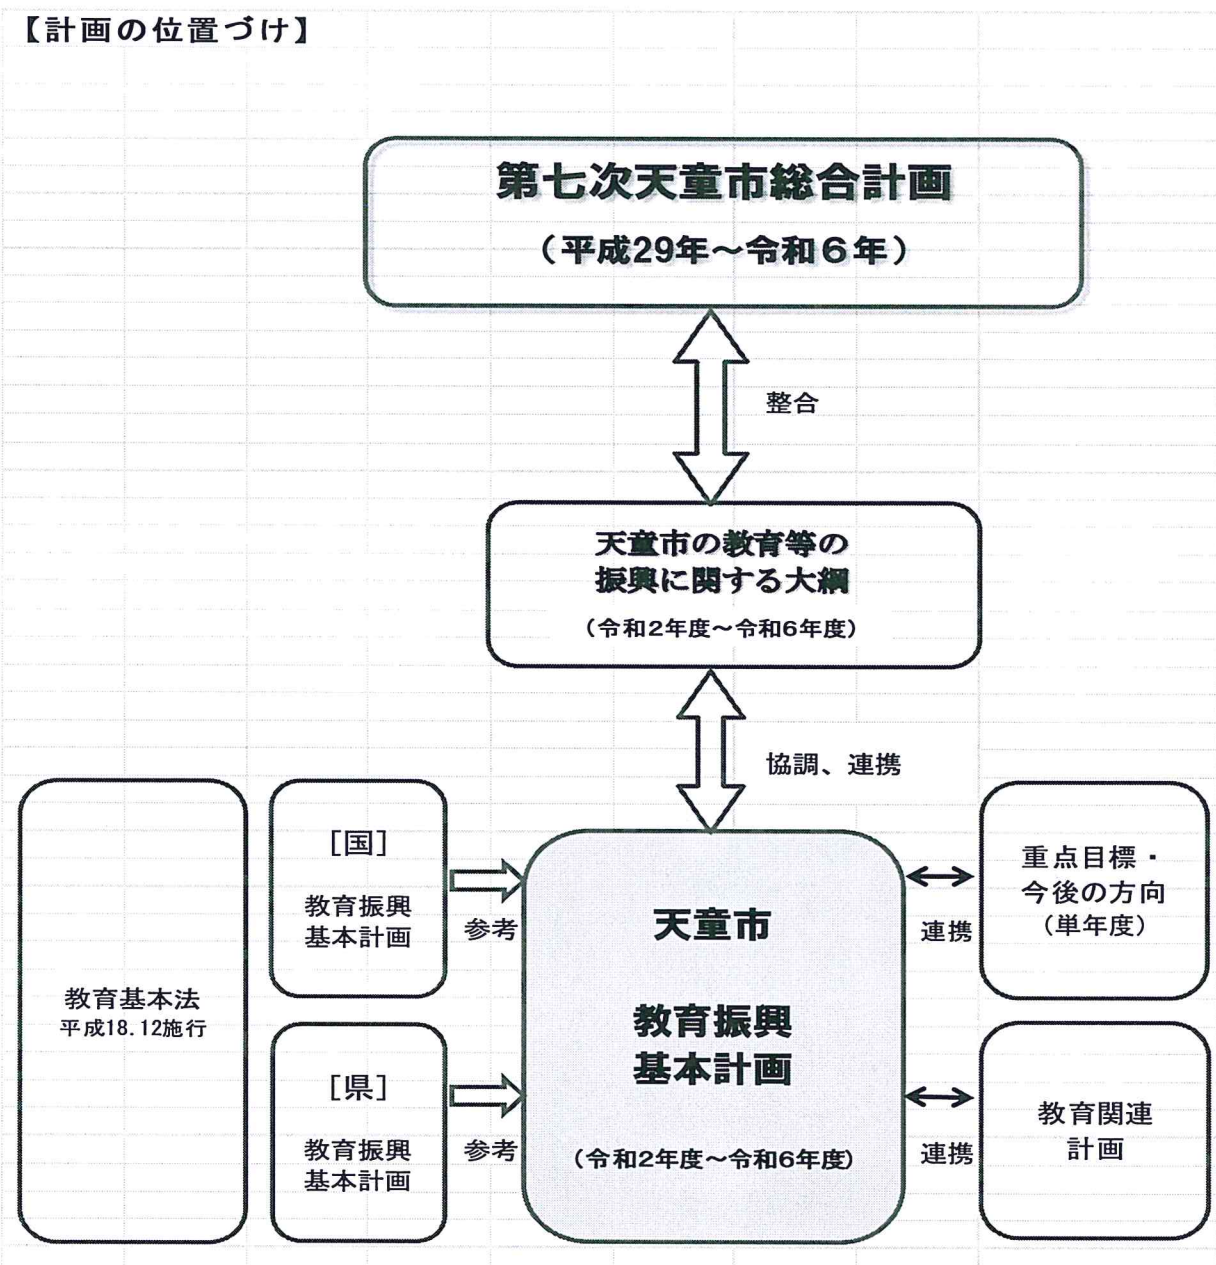 【計画の位置づけ】
第七次天童市総合計画
（平成29年～令和６年）
整合
天童市の教育等の
振興に関する大綱
（令和2年度～令和6年度）
協調、連携
教育基本法
平成18.12施行
［国］
教育振興
基本計画
参考
［県］
教育振興
基本計画
参考
天童市
教育振興
基本計画
（令和2年度～令和6年度）
連携
重点目標・
今後の方向
（単年度）
連携
教育関連
計画